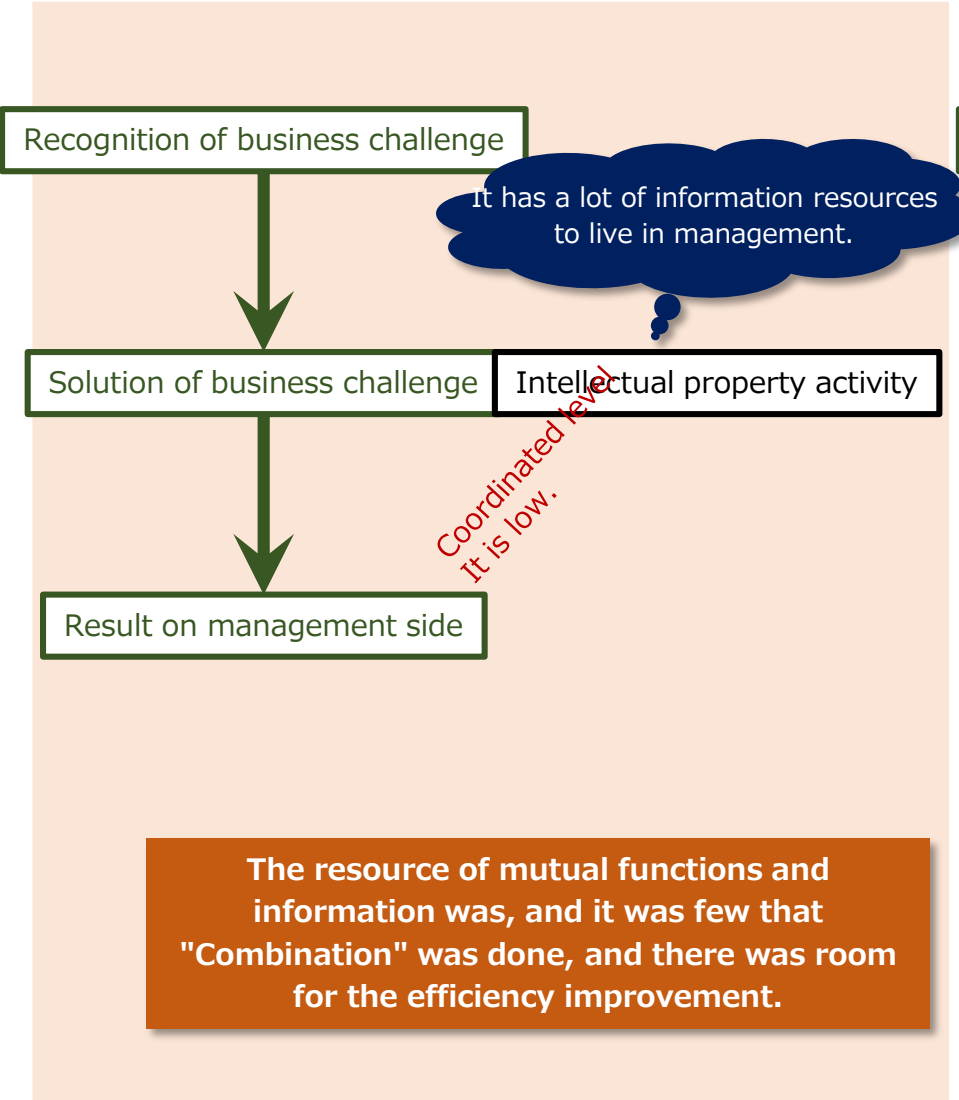 Recognition of business challenge
It has a lot of information resources
to live in management.
Solution of business challenge
Intellectual property activity
Coordinated level
It is low.
Result on management side
The resource of mutual functions and
information was, and it was few that
"Combination" was done, and there was room
for the efficiency improvement.